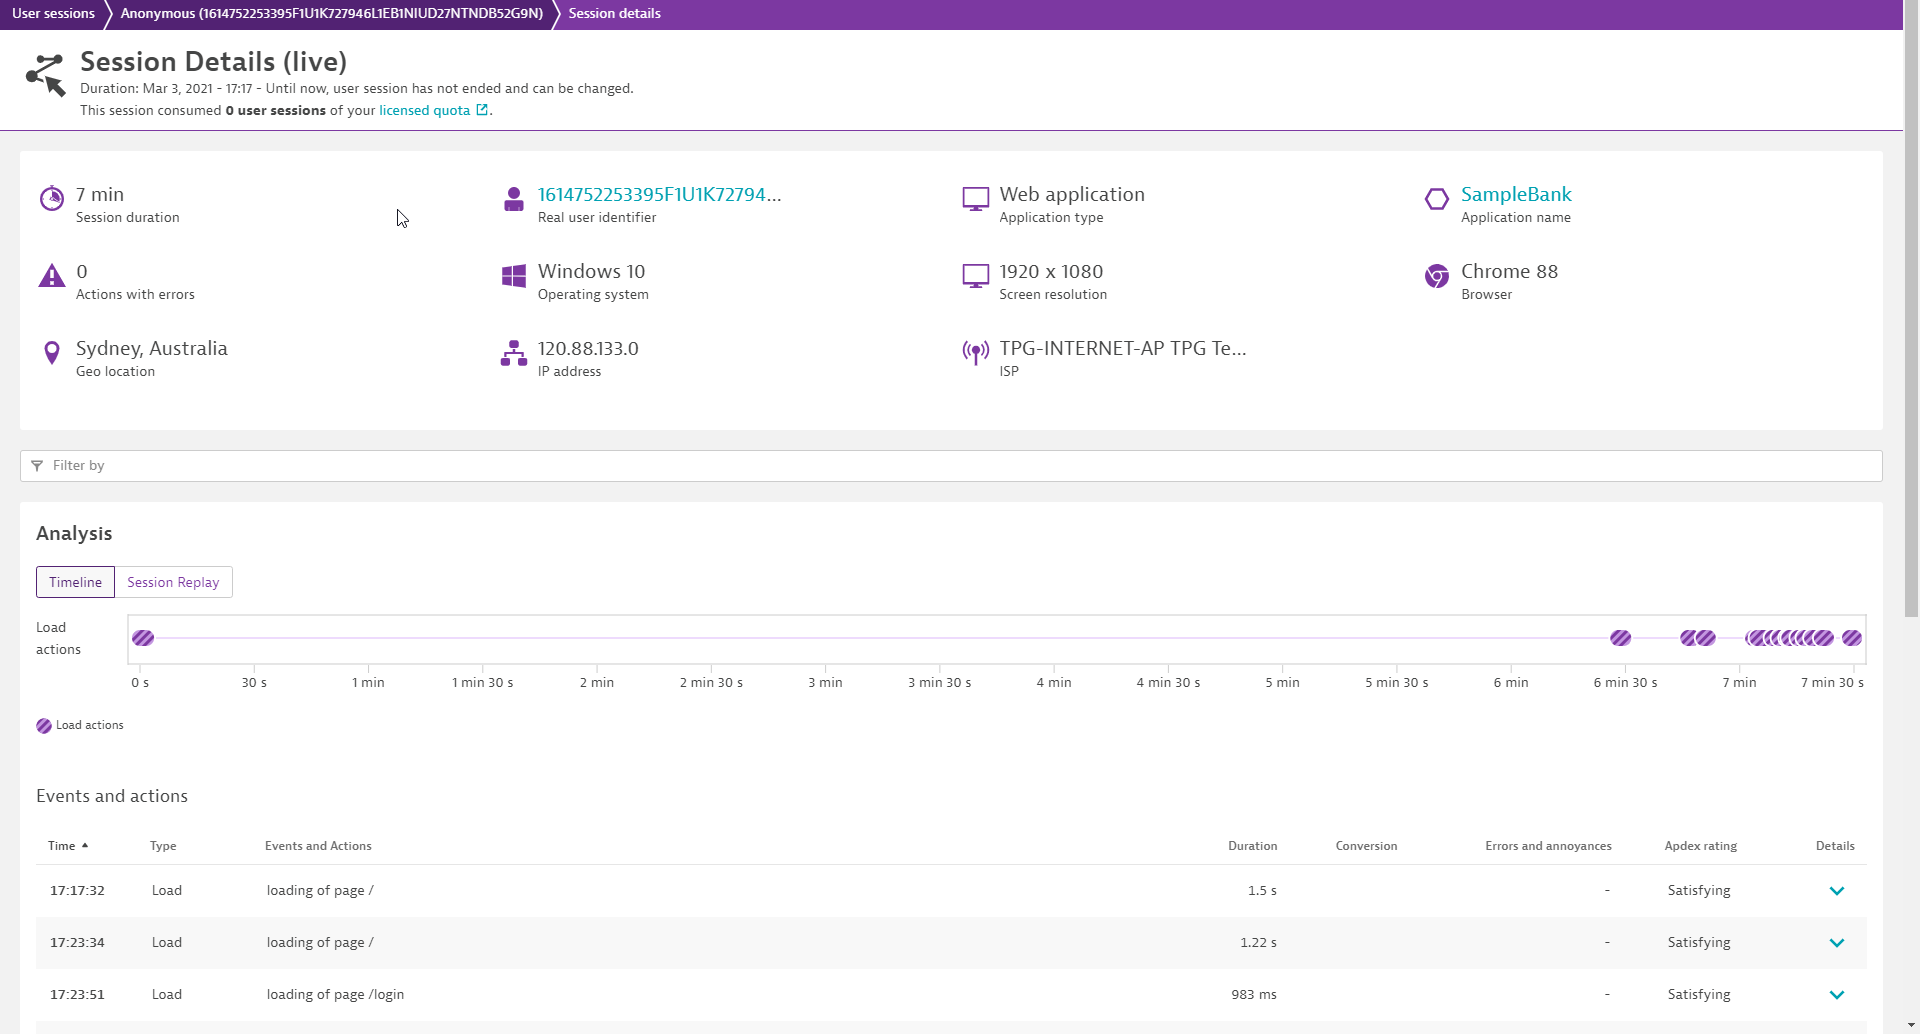 User sessions
Anonymous (1614752253395F1U1K727946L1EB1NIUD27NTNDB52G9N)
Session details
Session Details (live)
Duration: Mar 3, 2021 - 17:17 - Until now, user session has not ended and can be changed.
This session consumed 0 user sessions of your licensed quota.
7 min
Session duration
1614752253395F1U1K72794...
Real user identifier
Web application
Application type
SampleBank
Application name
0
Actions with errors
Windows 10
Operating system
1920 x 1080
Screen resolution
Chrome 88
Browser
Sydney, Australia
Geo location
120.88.133.0
IP address
TPG-INTERNET-AP TPG Te...
ISP
Filter by
Analysis
Timeline
Session Replay
Load
actions
0 s 30 s 1 min 1 min 30 s 2 min 2 min 30 s 3 min 3 min 30 s 4 min 4 min 30 s 5 min 5 min 30 s 6 min 6 min 30 s 7 min 7 min 30 s
Load actions
Events and actions
Time Type Events and Actions Duration Conversion Errors and annoyances Apdex rating Details
17:17:32 Load loading of page / 1.5 s - Satisfying
17:23:34 Load loading of page / 1.22 s - Satisfying
17:23:51 Load loading of page /login 983 ms - Satisfying